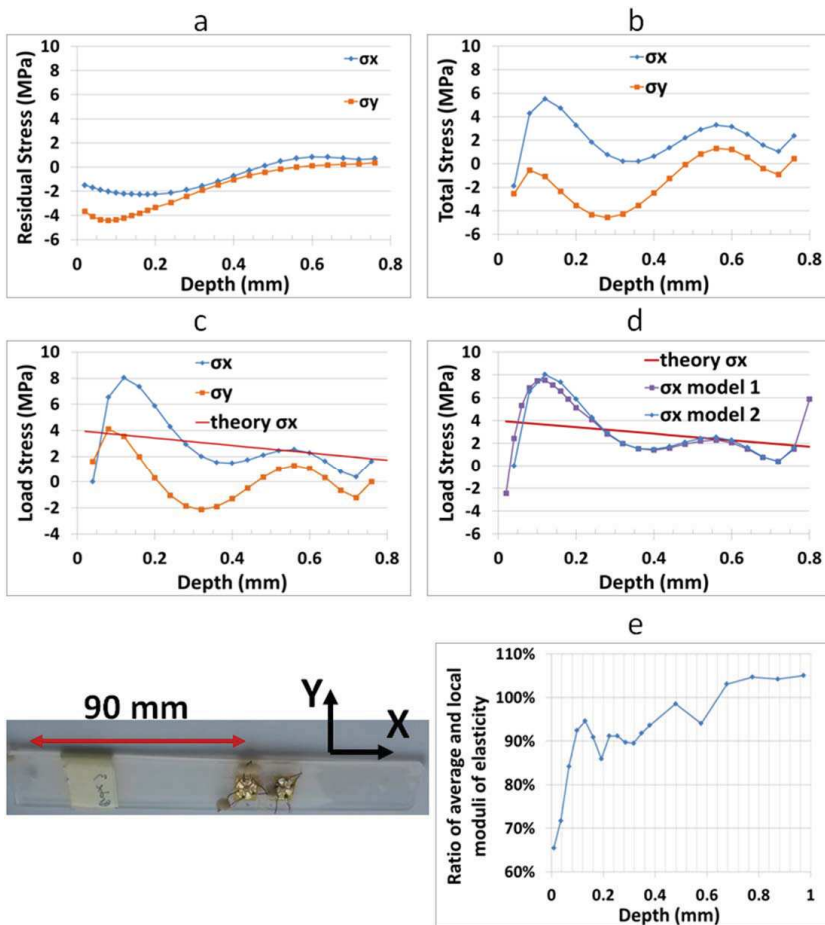 a
Residual Stress (MPa)
10
8
6
4
2
0
-2
-4
-6
0
0.2
0.4
0.6
0.8
Depth (mm)
σx
σy
b
Total Stress (MPa)
10
8
6
4
2
0
-2
-4
-6
0
0.2
0.4
0.6
0.8
Depth (mm)
σx
σy
c
Load Stress (MPa)
10
8
6
4
2
0
-2
-4
0
0.2
0.4
0.6
0.8
Depth (mm)
σx
σy
theory σx
d
Load Stress (MPa)
10
8
6
4
2
0
-2
-4
-6
0
0.2
0.4
0.6
0.8
Depth (mm)
theory σx
σx model 1
σx model 2
90 mm
Y
X
e
Ratio of average and local
moduli of elasticity
110%
100%
90%
80%
70%
60%
0
0.2
0.4
0.6
0.8
1
Depth (mm)